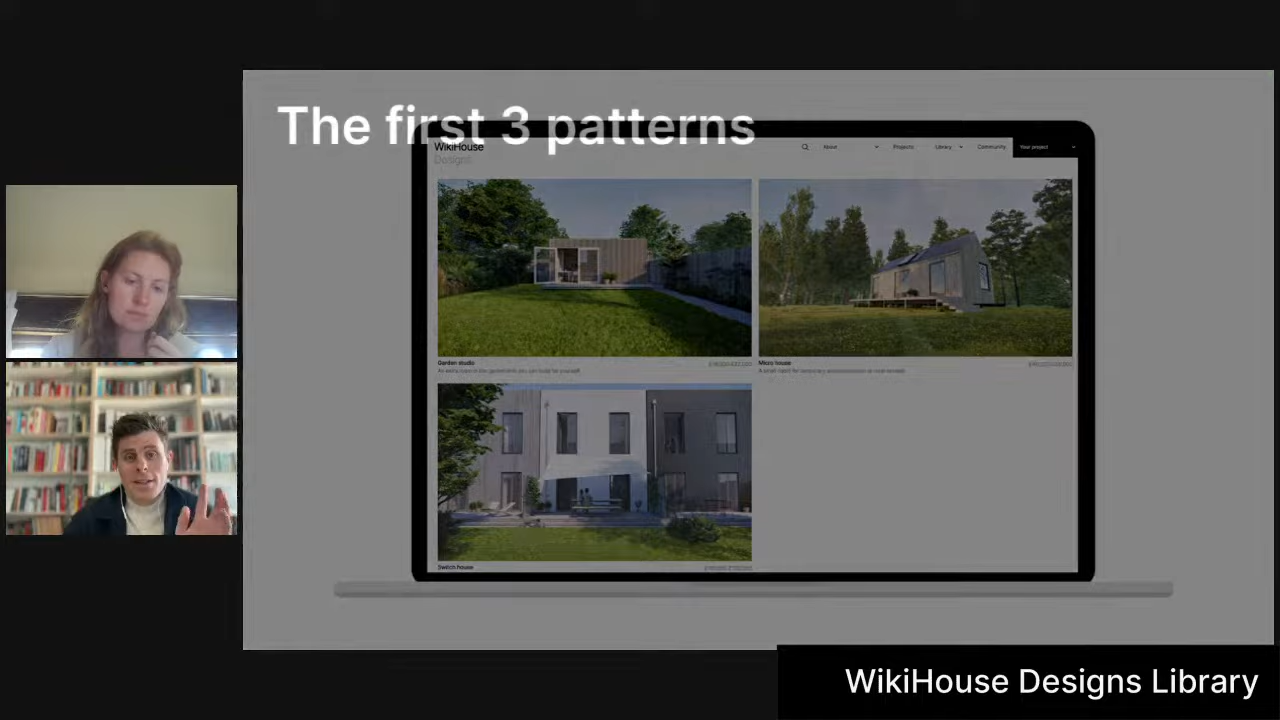 The first 3 patterns
WikiHouse
Designs
About
Projects
Library
Community
Your project
Garden studio
Micro house
Switch house
WikiHouse Designs Library